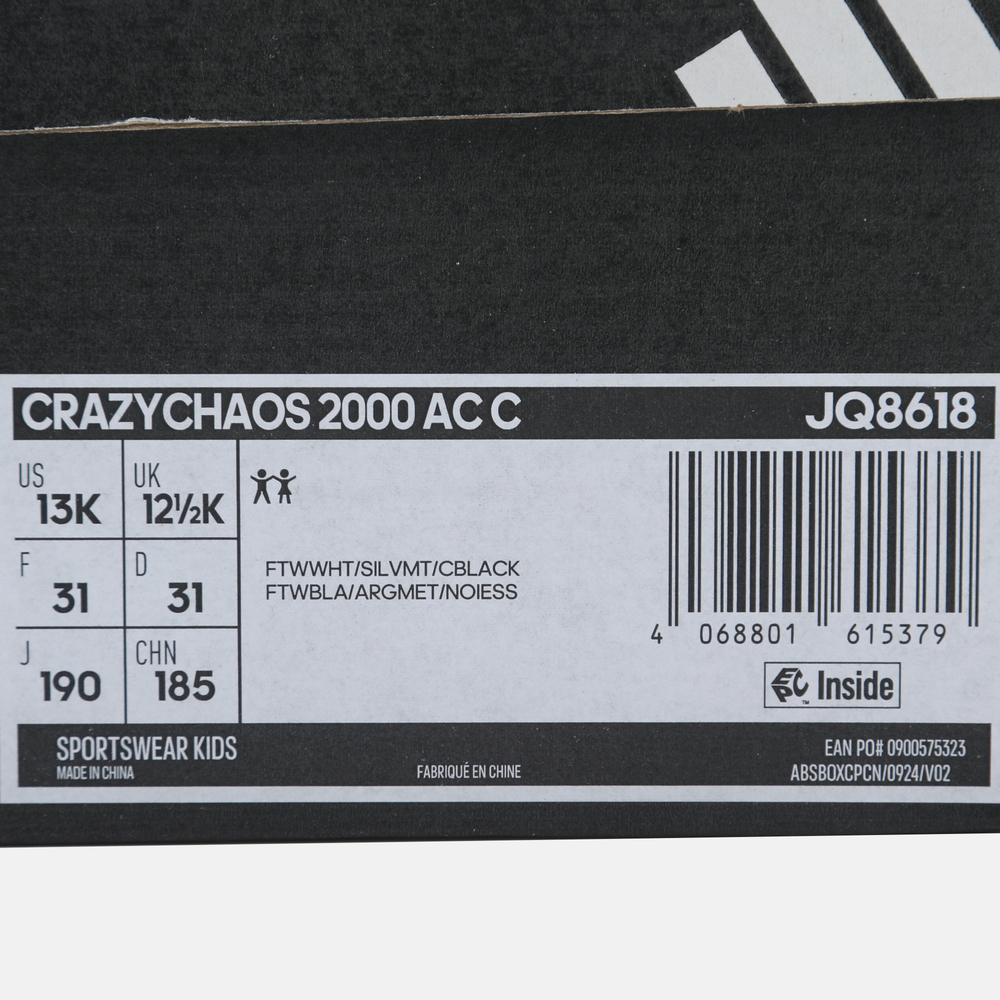 CRAZYCHAOS 2000 AC C JQ8618
US 13K UK 12½K
F 31 D 31
J 190 CHN 185
FTWWHT/SILVMT/CBLACK
FTWBLA/ARGMET/NOIESS
4 068801 615379
EPC Inside
™
SPORTSWEAR KIDS
MADE IN CHINA
FABRIQUÉ EN CHINE
EAN PO# 0900575323
ABSBOXCPCN/0924/V02